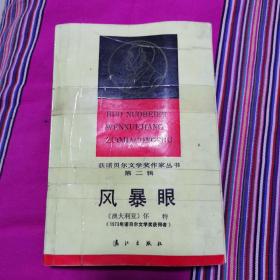 HUO NUOBEIER
WENXUEJIANG
ZUOJIACONGSHU
获诺贝尔文学奖作家丛书
第二辑
风暴眼
(澳大利亚) 怀 特
(1973年诺贝尔文学奖获得者)
漓江出版社